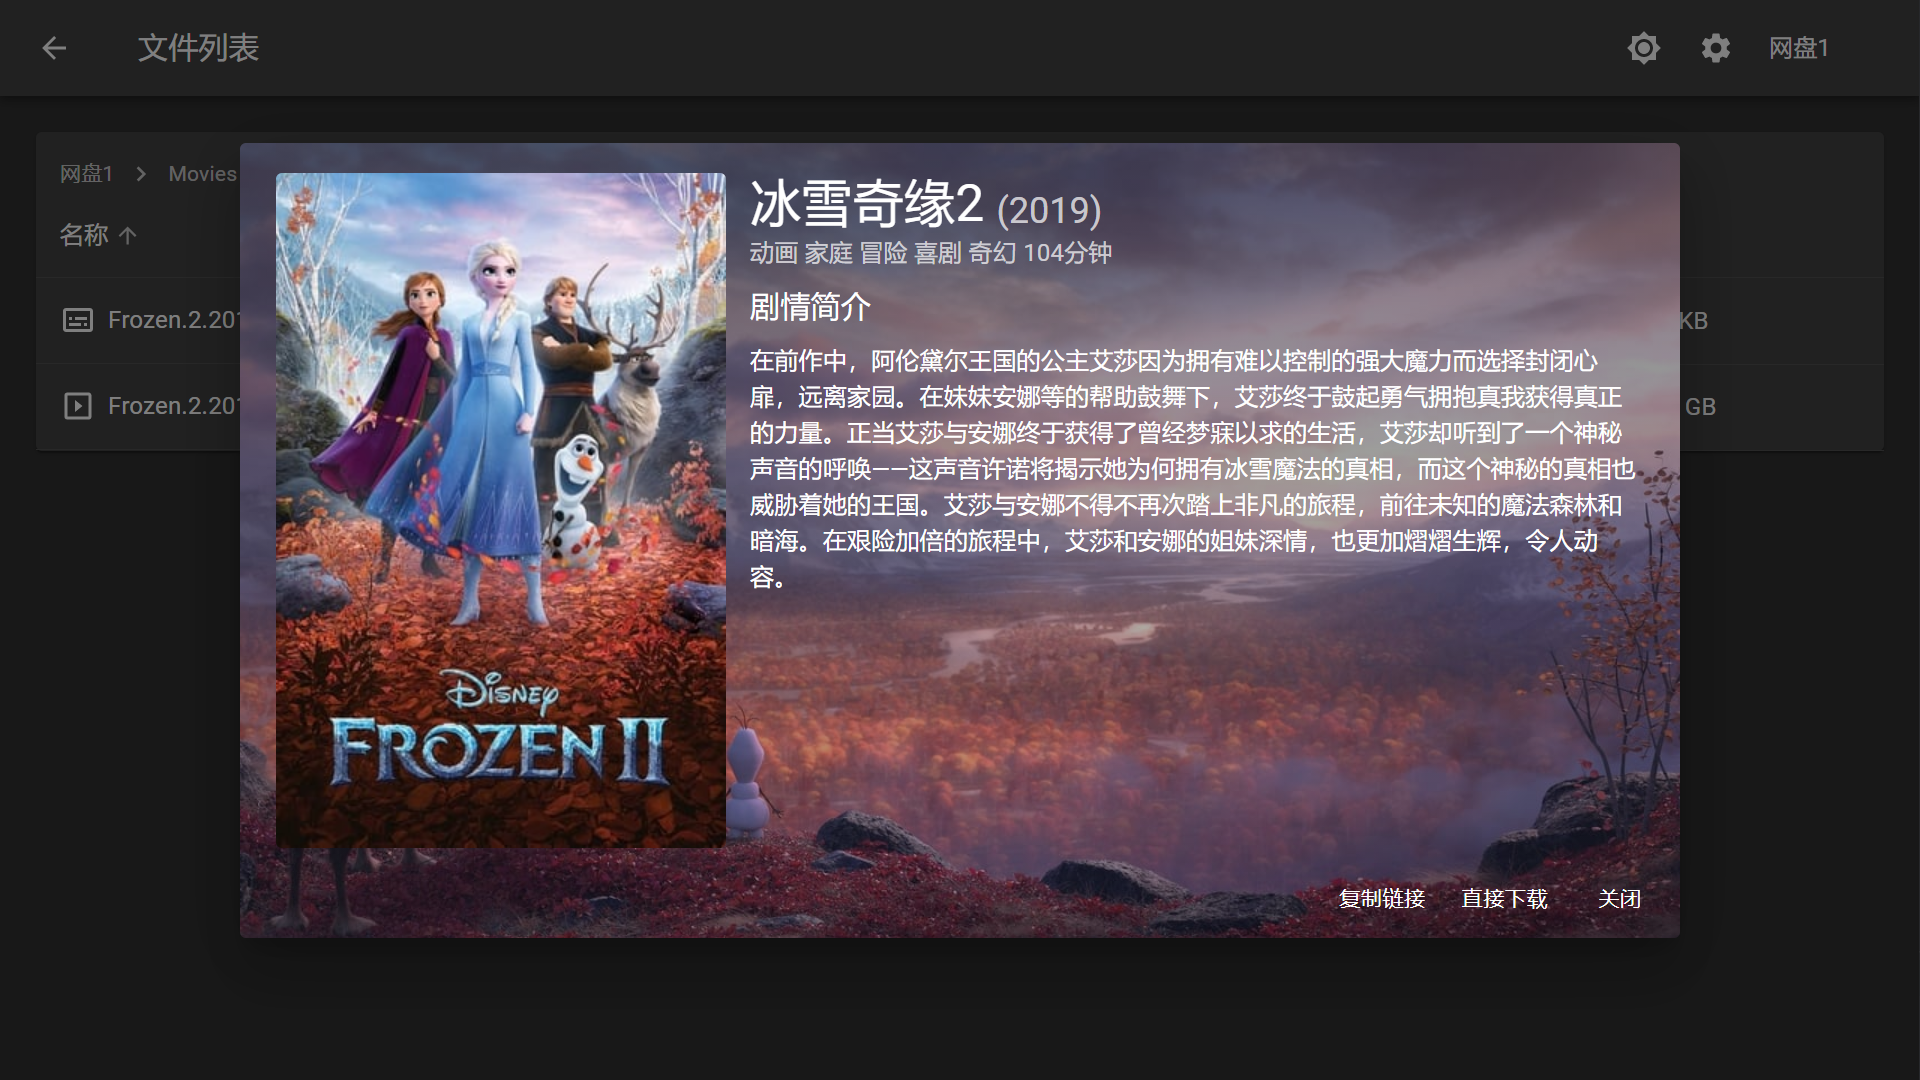 文件列表
网盘1
网盘1 > Movies
名称 ↑
Frozen.2.201
KB
Frozen.2.201
GB
冰雪奇缘2 (2019)
动画 家庭 冒险 喜剧 奇幻 104分钟
剧情简介
在前作中，阿伦黛尔王国的公主艾莎因为拥有难以控制的强大魔力而选择封闭心
扉，远离家园。在妹妹安娜等的帮助鼓舞下，艾莎终于鼓起勇气拥抱真我获得真正
的力量。正当艾莎与安娜终于获得了曾经梦寐以求的生活，艾莎却听到了一个神秘
声音的呼唤——这声音许诺将揭示她为何拥有冰雪魔法的真相，而这个神秘的真相也
威胁着她的王国。艾莎与安娜不得不再次踏上非凡的旅程，前往未知的魔法森林和
暗海。在艰险加倍的旅程中，艾莎和安娜的姐妹深情，也更加熠熠生辉，令人动
容。
DISNEY
FROZEN II
复制链接 直接下载 关闭